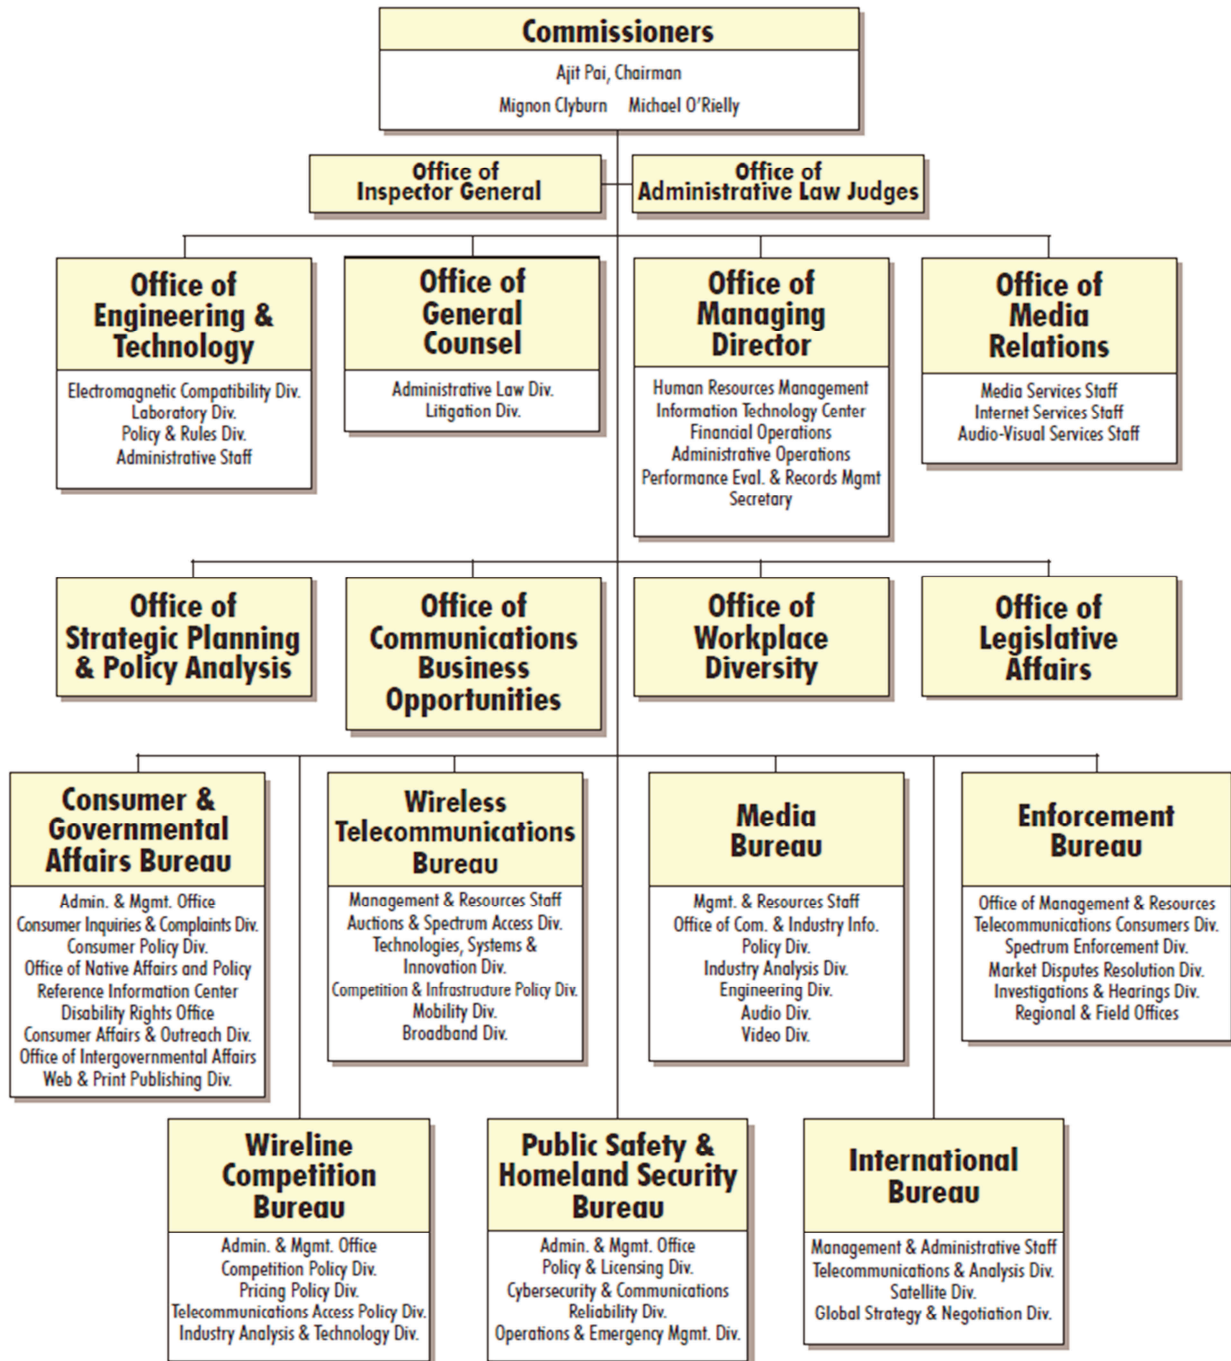 Commissioners
Ajit Pai, Chairman
Mignon Clyburn Michael O'Rielly
Office of
Inspector General
Office of
Administrative Law Judges
Office of
Engineering &
Technology
Electromagnetic Compatibility Div.
Laboratory Div.
Policy & Rules Div.
Administrative Staff
Office of
General
Counsel
Administrative Law Div.
Litigation Div.
Office of
Managing
Director
Human Resources Management
Information Technology Center
Financial Operations
Administrative Operations
Performance Eval. & Records Mgmt
Secretary
Office of
Media
Relations
Media Services Staff
Internet Services Staff
Audio-Visual Services Staff
Office of
Strategic Planning
& Policy Analysis
Office of
Communications
Business
Opportunities
Office of
Workplace
Diversity
Office of
Legislative
Affairs
Consumer &
Governmental
Affairs Bureau
Admin. & Mgmt. Office
Consumer Inquiries & Complaints Div.
Consumer Policy Div.
Office of Native Affairs and Policy
Reference Information Center
Disability Rights Office
Consumer Affairs & Outreach Div.
Office of Intergovernmental Affairs
Web & Print Publishing Div.
Wireless
Telecommunications
Bureau
Management & Resources Staff
Auctions & Spectrum Access Div.
Technologies, Systems &
Innovation Div.
Competition & Infrastructure Policy Div.
Mobility Div.
Broadband Div.
Media
Bureau
Mgmt. & Resources Staff
Office of Com. & Industry Info.
Policy Div.
Industry Analysis Div.
Engineering Div.
Audio Div.
Video Div.
Enforcement
Bureau
Office of Management & Resources
Telecommunications Consumers Div.
Spectrum Enforcement Div.
Market Disputes Resolution Div.
Investigations & Hearings Div.
Regional & Field Offices
Wireline
Competition
Bureau
Admin. & Mgmt. Office
Competition Policy Div.
Pricing Policy Div.
Telecommunications Access Policy Div.
Industry Analysis & Technology Div.
Public Safety &
Homeland Security
Bureau
Admin. & Mgmt. Office
Policy & Licensing Div.
Cybersecurity & Communications
Reliability Div.
Operations & Emergency Mgmt. Div.
International
Bureau
Management & Administrative Staff
Telecommunications & Analysis Div.
Satellite Div.
Global Strategy & Negotiation Div.